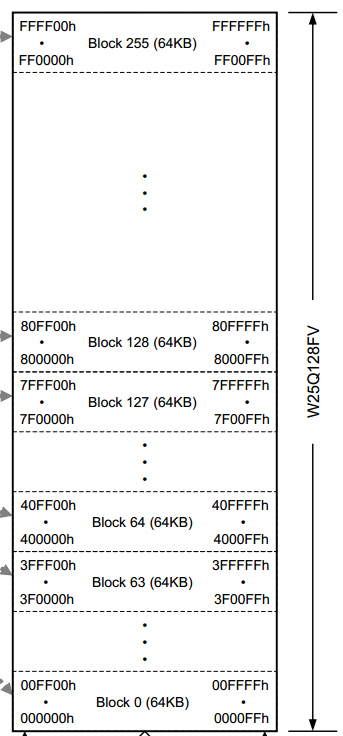 FFFF00h FFFFFFh
• Block 255 (64KB) •
FF0000h FF00FFh
•
•
•
80FF00h 80FFFFh
• Block 128 (64KB) •
800000h 8000FFh
7FFF00h 7FFFFFh
• Block 127 (64KB) •
7F0000h 7F00FFh
•
•
•
40FF00h 40FFFFh
• Block 64 (64KB) •
400000h 4000FFh
3FFF00h 3FFFFFh
• Block 63 (64KB) •
3F0000h 3F00FFh
•
•
•
00FF00h 00FFFFh
• Block 0 (64KB) •
000000h 0000FFh
W25Q128FV